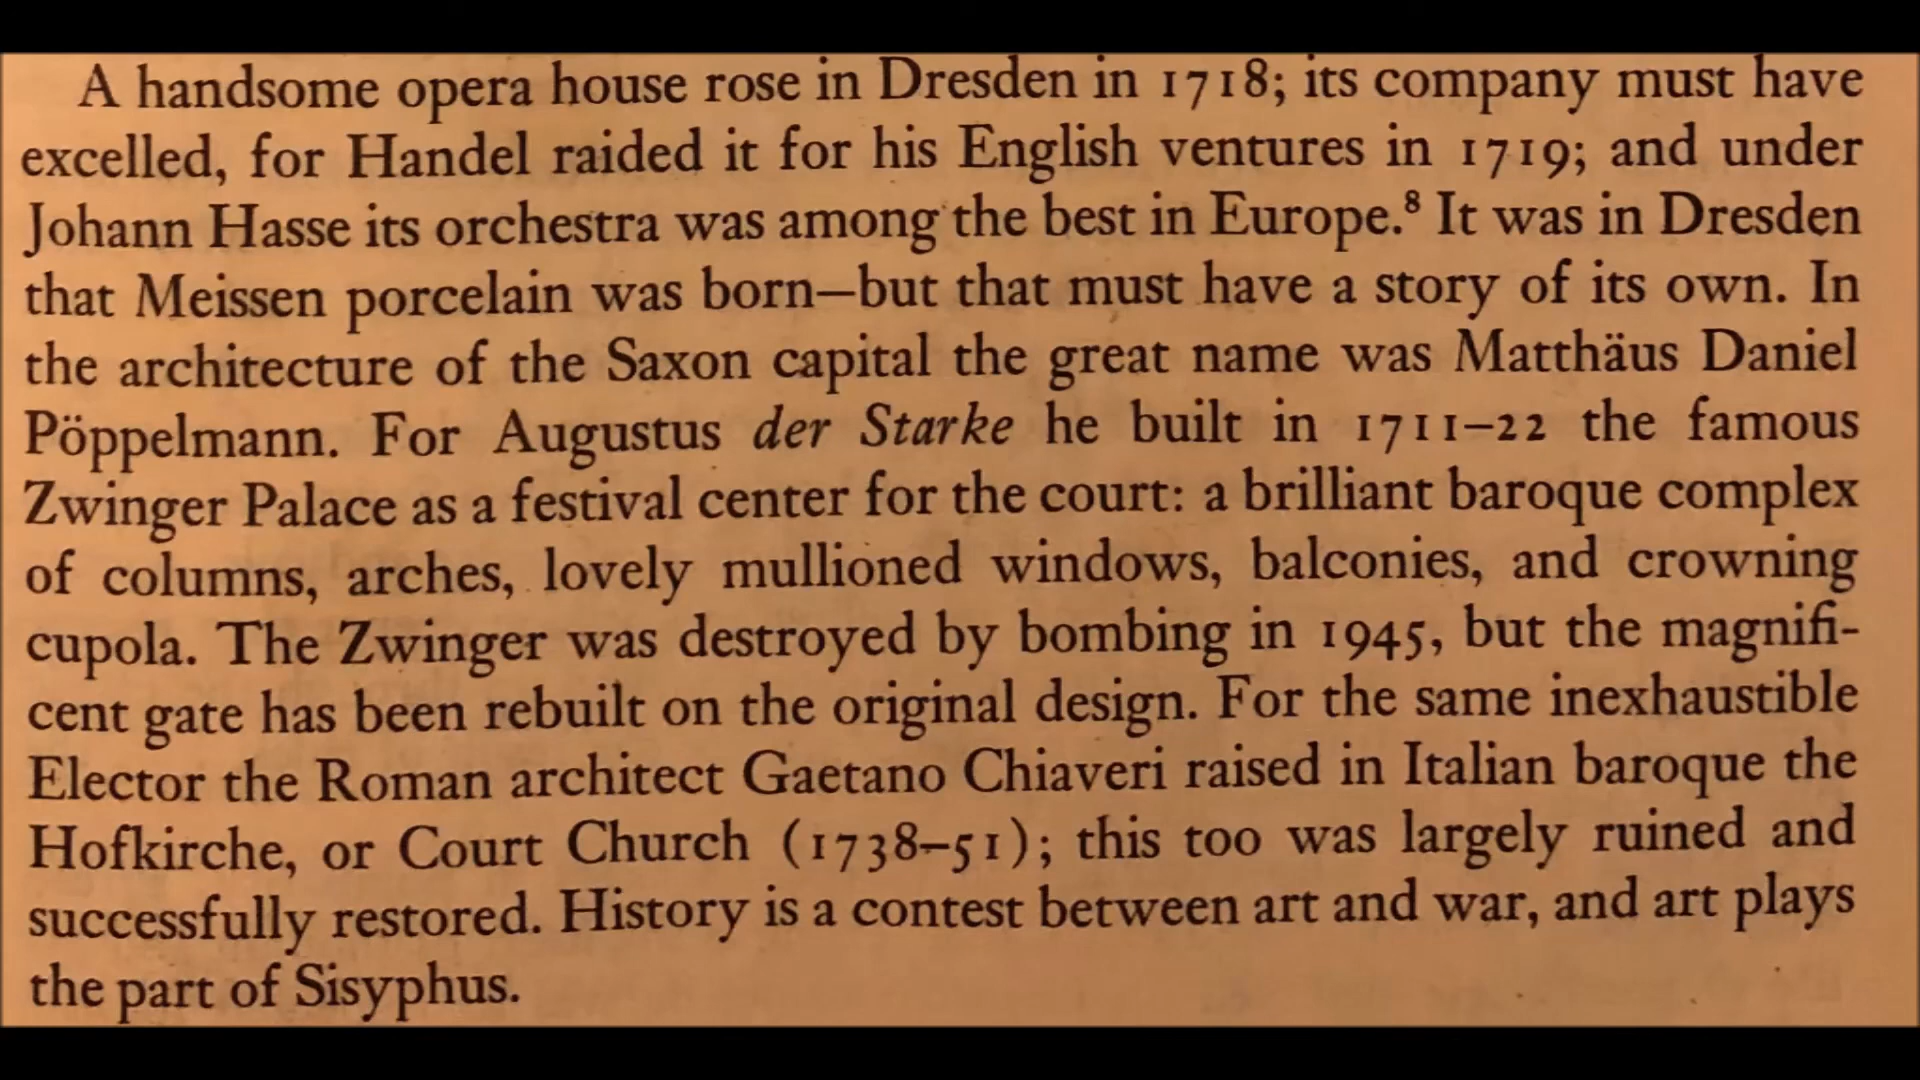 A handsome opera house rose in Dresden in 1718; its company must have
excelled, for Handel raided it for his English ventures in 1719; and under
Johann Hasse its orchestra was among the best in Europe.⁸ It was in Dresden
that Meissen porcelain was born—but that must have a story of its own. In
the architecture of the Saxon capital the great name was Matthäus Daniel
Pöppelmann. For Augustus der Starke he built in 1711–22 the famous
Zwinger Palace as a festival center for the court: a brilliant baroque complex
of columns, arches, lovely mullioned windows, balconies, and crowning
cupola. The Zwinger was destroyed by bombing in 1945, but the magnifi-
cent gate has been rebuilt on the original design. For the same inexhaustible
Elector the Roman architect Gaetano Chiaveri raised in Italian baroque the
Hofkirche, or Court Church (1738–51); this too was largely ruined and
successfully restored. History is a contest between art and war, and art plays
the part of Sisyphus.